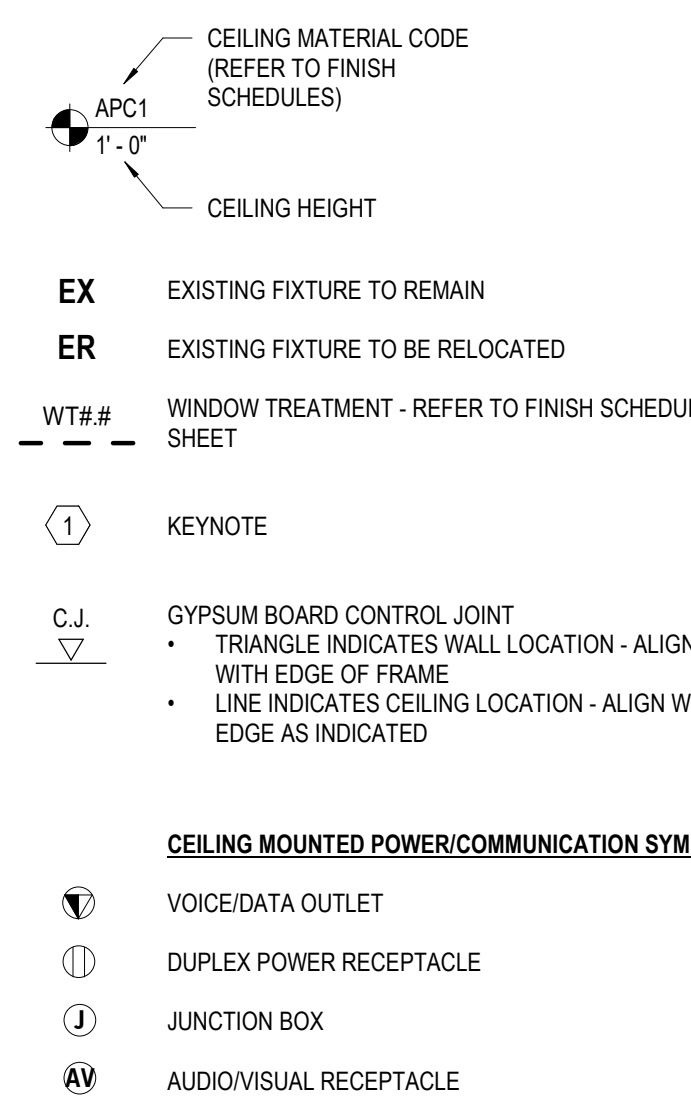 CEILING MATERIAL CODE
(REFER TO FINISH
SCHEDULES)
APC1
1' - 0"
CEILING HEIGHT
EX EXISTING FIXTURE TO REMAIN
ER EXISTING FIXTURE TO BE RELOCATED
WT#.# WINDOW TREATMENT - REFER TO FINISH
SHEET
1 KEYNOTE
C.J. GYPSUM BOARD CONTROL JOINT
• TRIANGLE INDICATES WALL LOCATION - ALIGN
WITH EDGE OF FRAME
• LINE INDICATES CEILING LOCATION - ALIGN
EDGE AS INDICATED
CEILING MOUNTED POWER/COMMUNICATION
VOICE/DATA OUTLET
DUPLEX POWER RECEPTACLE
J JUNCTION BOX
AV AUDIO/VISUAL RECEPTACLE